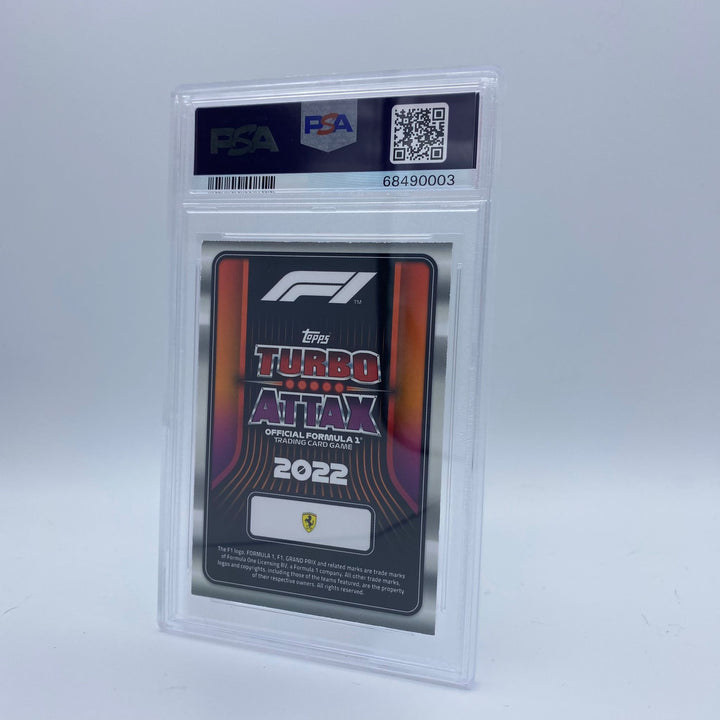 PSA
PSA
68490003
F1
TM
Topps
TURBO
ATTAX
OFFICIAL FORMULA 1®
TRADING CARD GAME
2022
The F1 logo, FORMULA 1, F1, GRAND PRIX and related marks are trade marks
of Formula One Licensing BV, a Formula 1 company. All other trade marks,
logos and copyrights, including those of the teams featured, are the property
of their respective owners. All rights reserved.